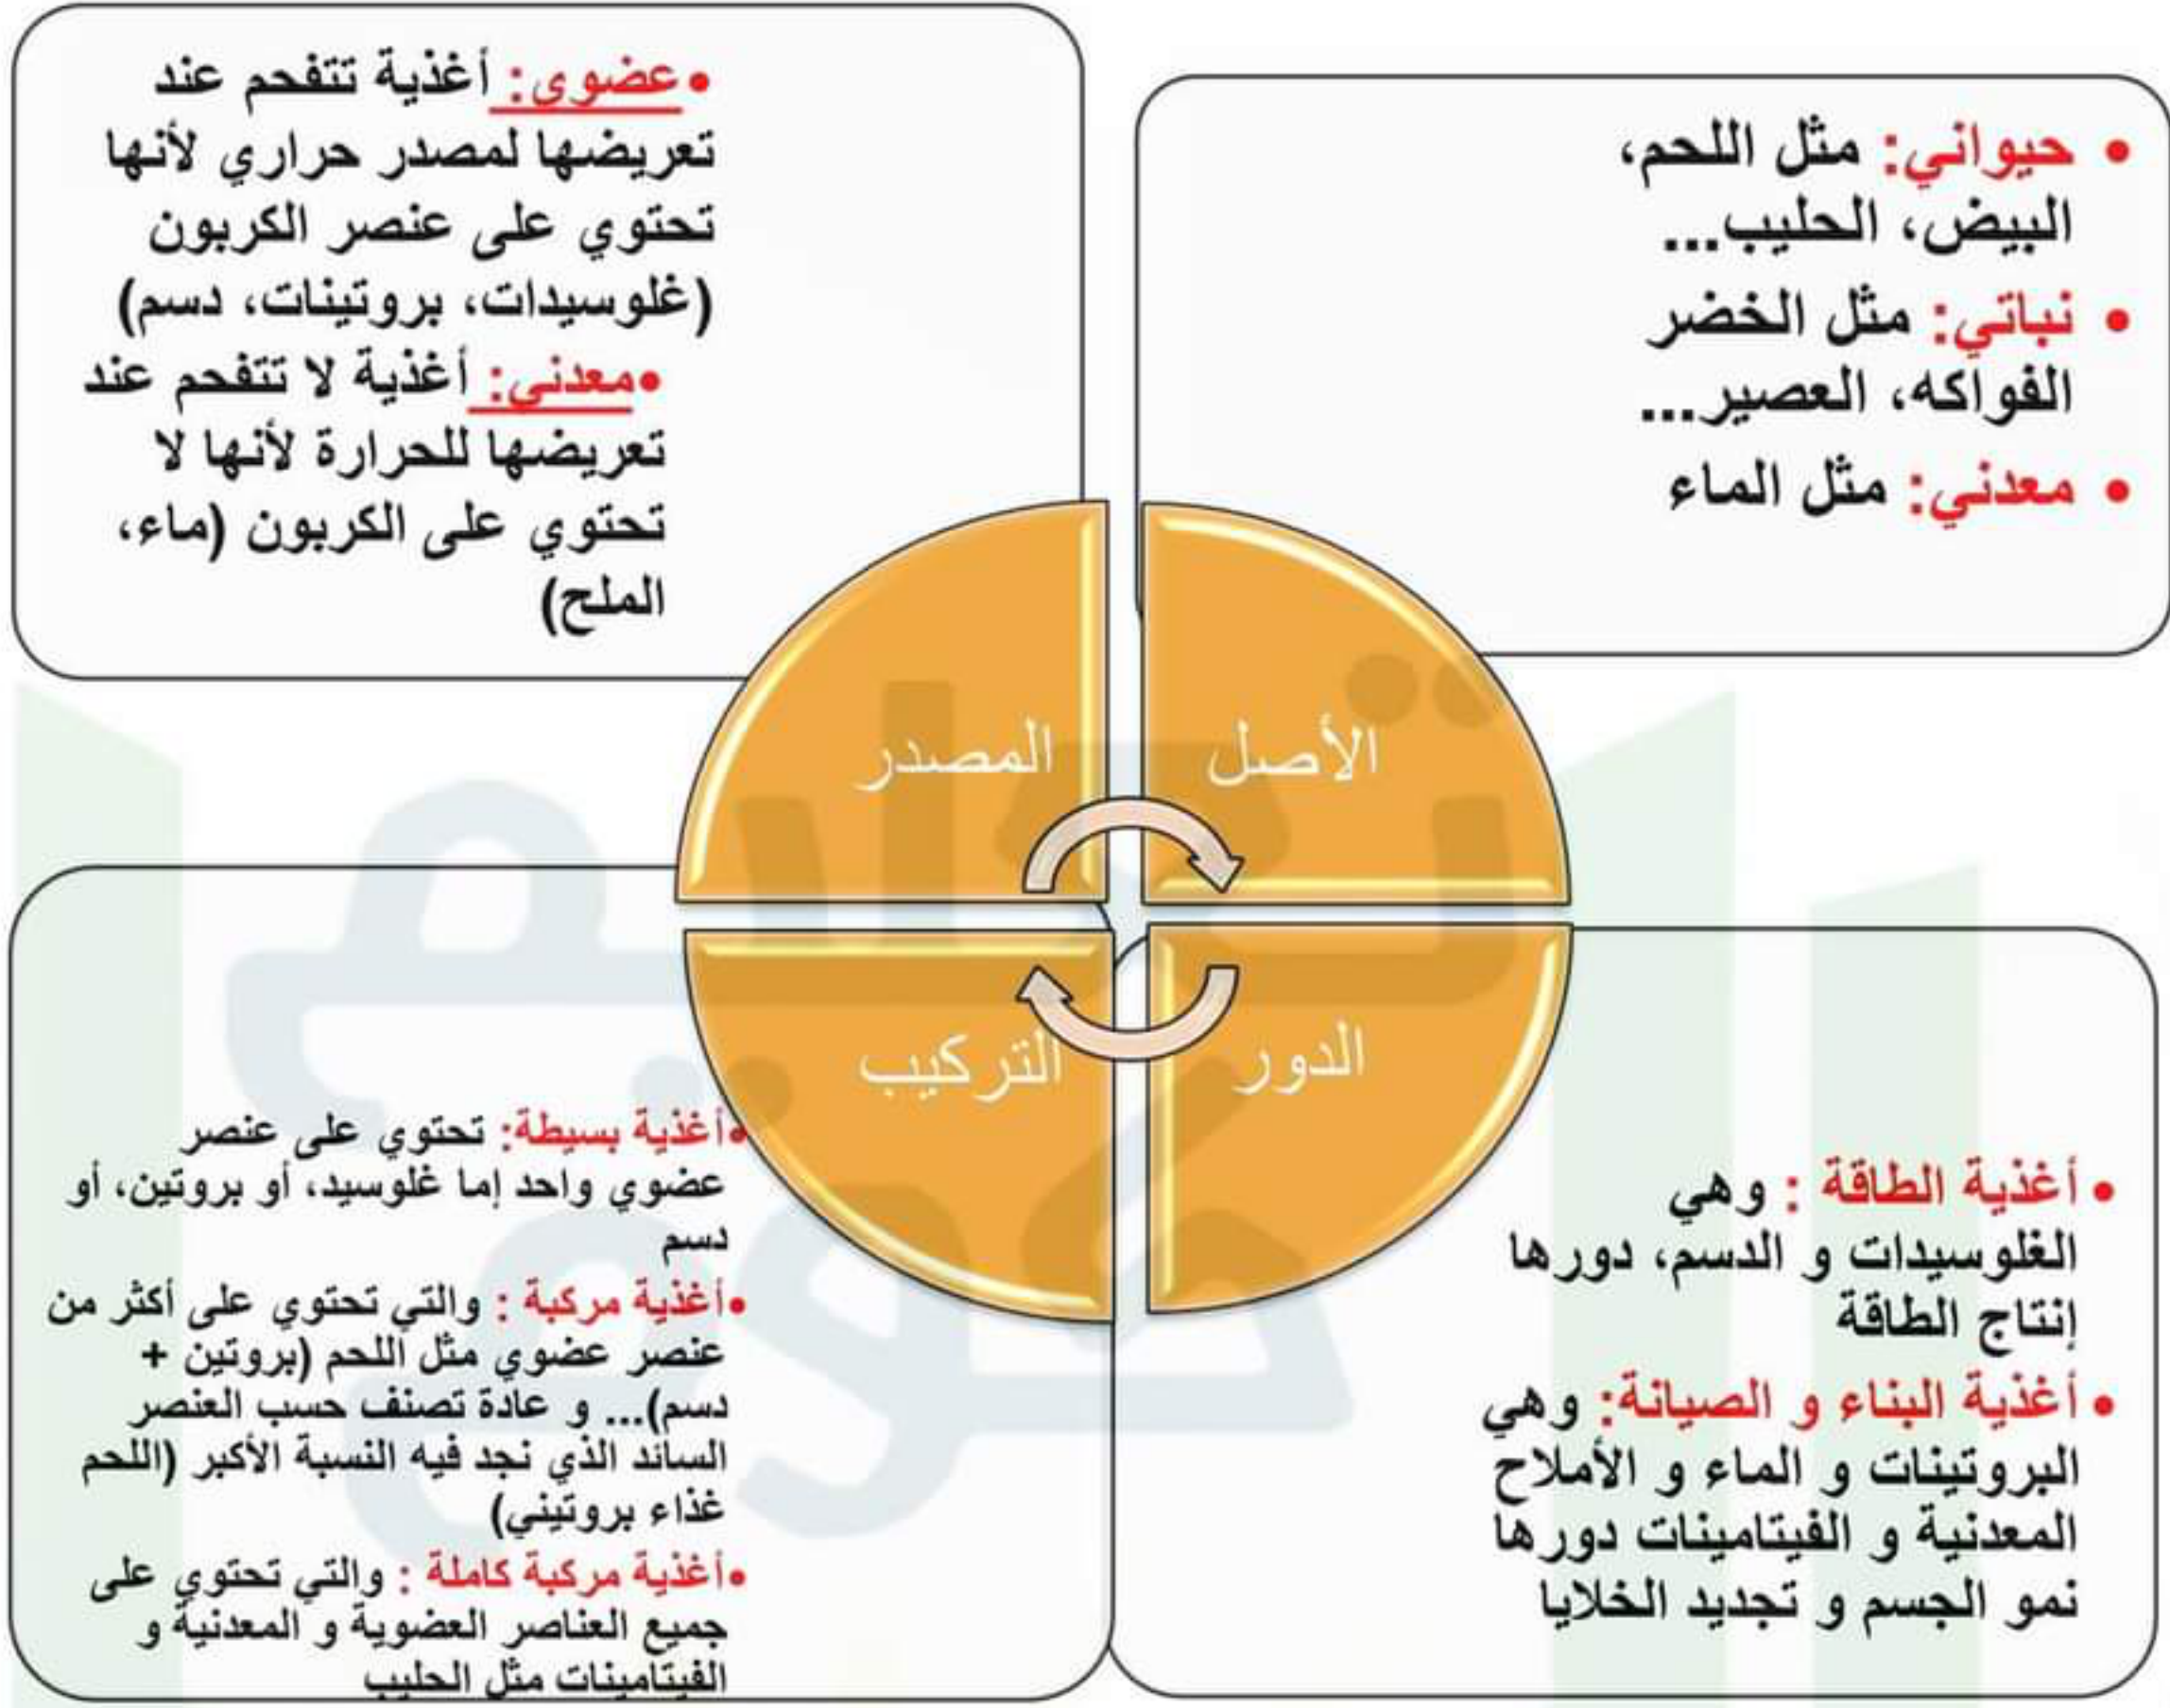 • حيواني: مثل اللحم،
البيض، الحليب...
• نباتي: مثل الخضر
الفواكه، العصير...
• معدني: مثل الماء
•عضوي: أغذية تتفحم عند
تعريضها لمصدر حراري لأنها
تحتوي على عنصر الكربون
(غلوسيدات، بروتينات، دسم)
•معدني: أغذية لا تتفحم عند
تعريضها للحرارة لأنها لا
تحتوي على الكربون (ماء،
الملح)
الأصل
المصدر
الدور
التركيب
• أغذية الطاقة : وهي
الغلوسيدات و الدسم، دورها
إنتاج الطاقة
• أغذية البناء و الصيانة: وهي
البروتينات و الماء و الأملاح
المعدنية و الفيتامينات دورها
نمو الجسم و تجديد الخلايا
•أغذية بسيطة: تحتوي على عنصر
عضوي واحد إما غلوسيد، أو بروتين، أو
دسم
•أغذية مركبة : والتي تحتوي على أكثر من
عنصر عضوي مثل اللحم (بروتين +
دسم)... و عادة تصنف حسب العنصر
السائد الذي نجد فيه النسبة الأكبر (اللحم
غذاء بروتيني)
•أغذية مركبة كاملة : والتي تحتوي على
جميع العناصر العضوية و المعدنية و
الفيتامينات مثل الحليب